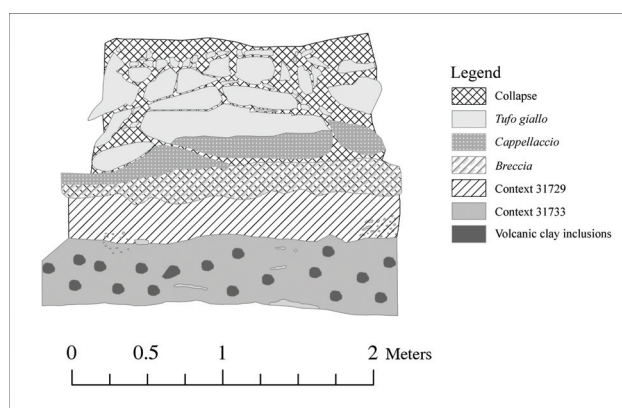 Legend
Collapse
Tufo giallo
Cappellaccio
Breccia
Context 31729
Context 31733
Volcanic clay inclusions
0 0.5 1 2 Meters